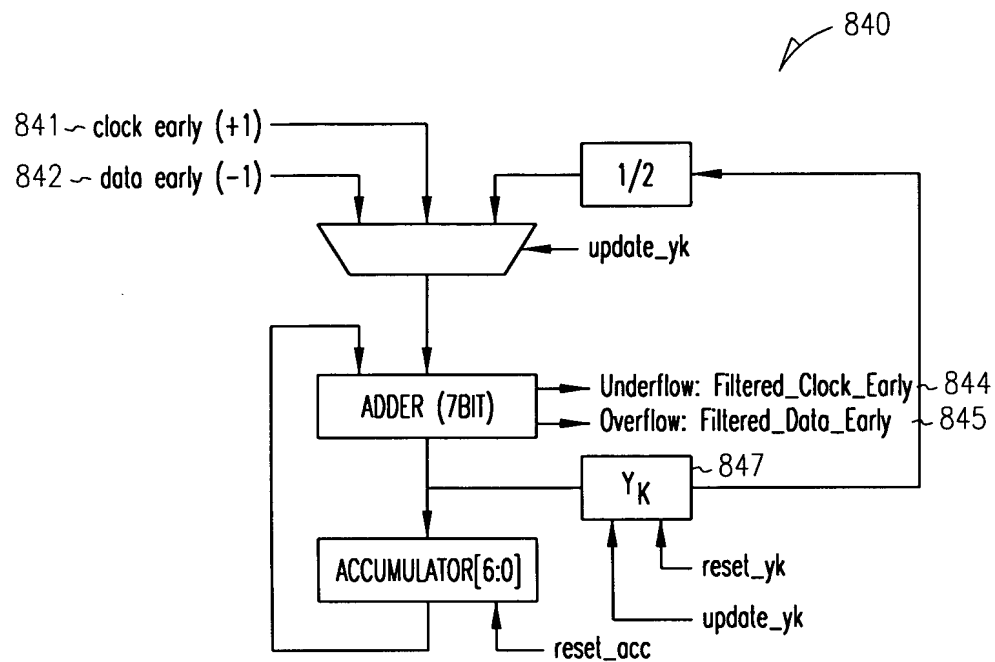 840
841 ~ clock early (+1)
842 ~ data early (-1)
1/2
update_yk
ADDER (7BIT)
Underflow: Filtered_Clock_Early ~ 844
Overflow: Filtered_Data_Early ~ 845
847
YK
ACCUMULATOR[6:0]
reset_yk
update_yk
reset_acc